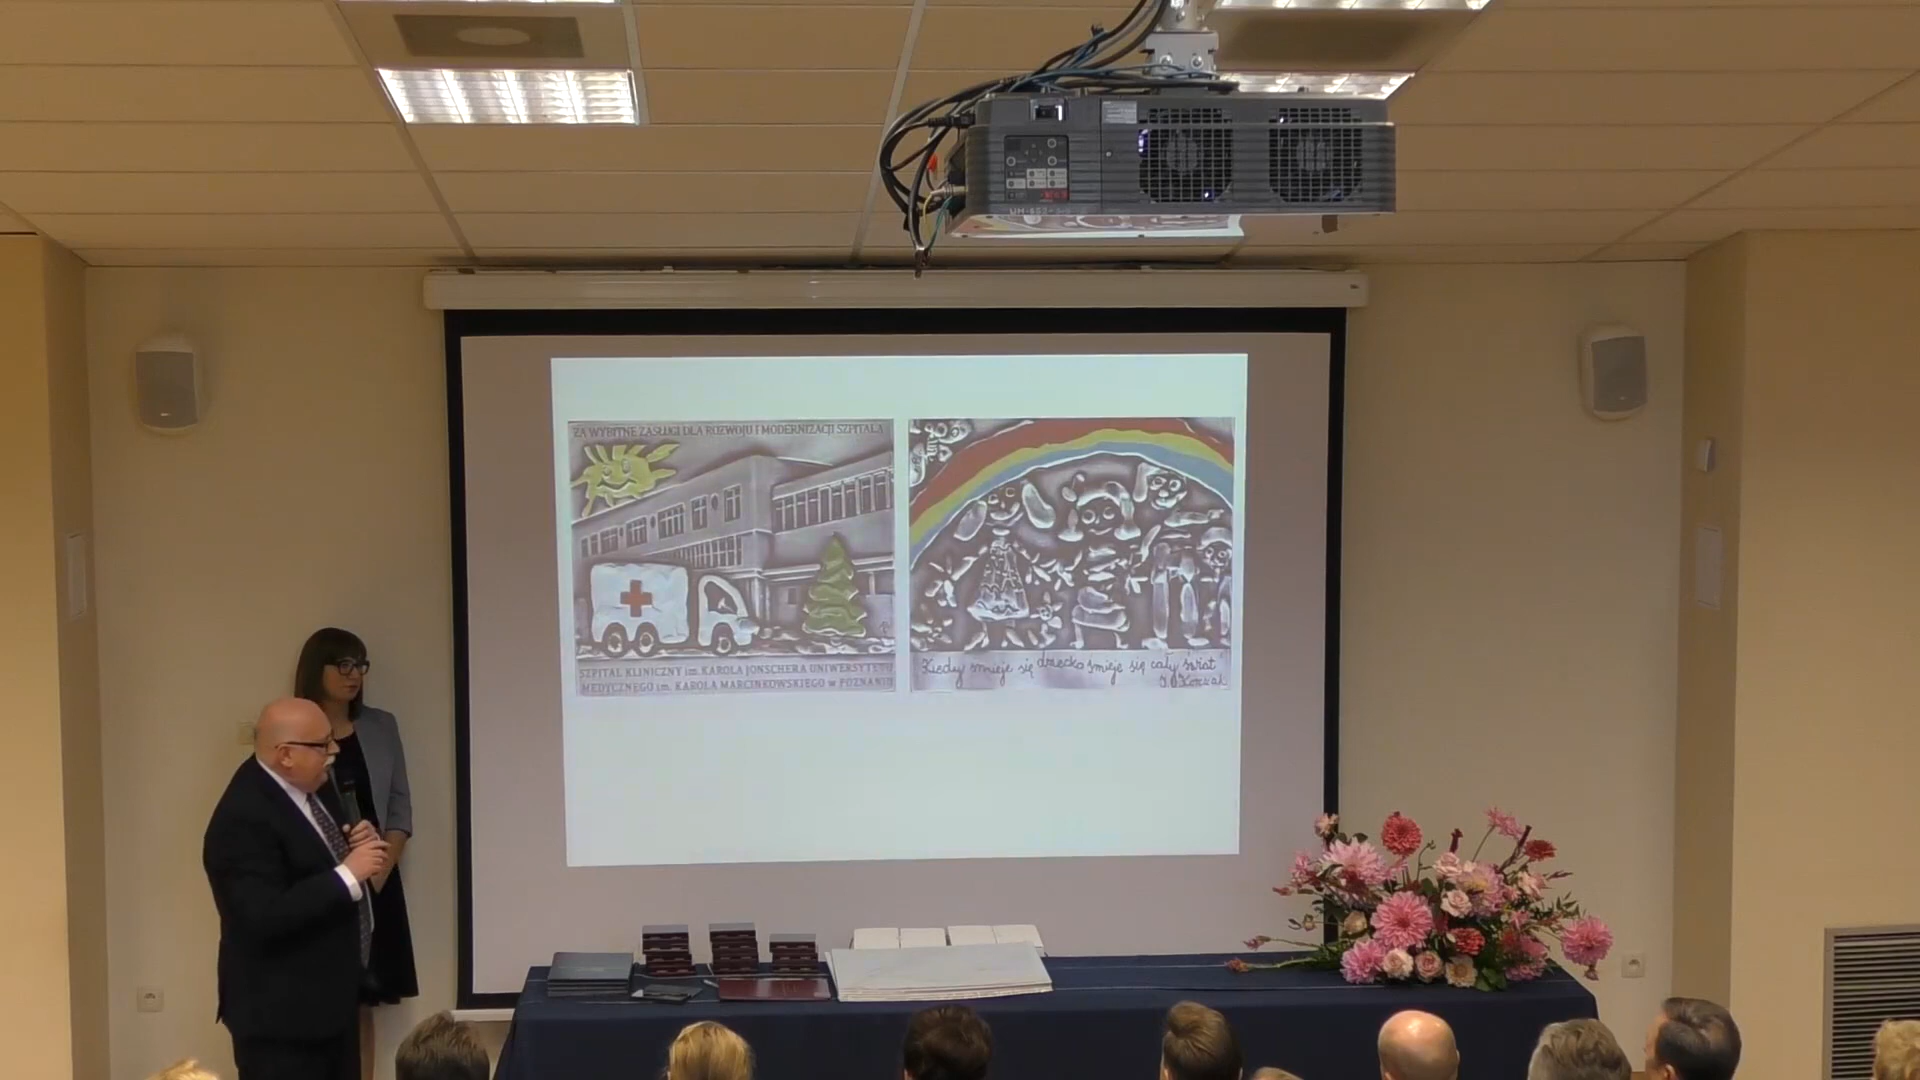 ZA WYBITNE ZASŁUGI DLA ROZWOJU I MODERNIZACJI SZPITALA
SZPITAL KLINICZNY im. KAROLA JONSCHERA UNIWERSYTETU
MEDYCZNEGO im. KAROLA MARCINKOWSKIEGO w POZNANIU
Kiedy śmieje się dziecko śmieje się cały świat
J. Korczak